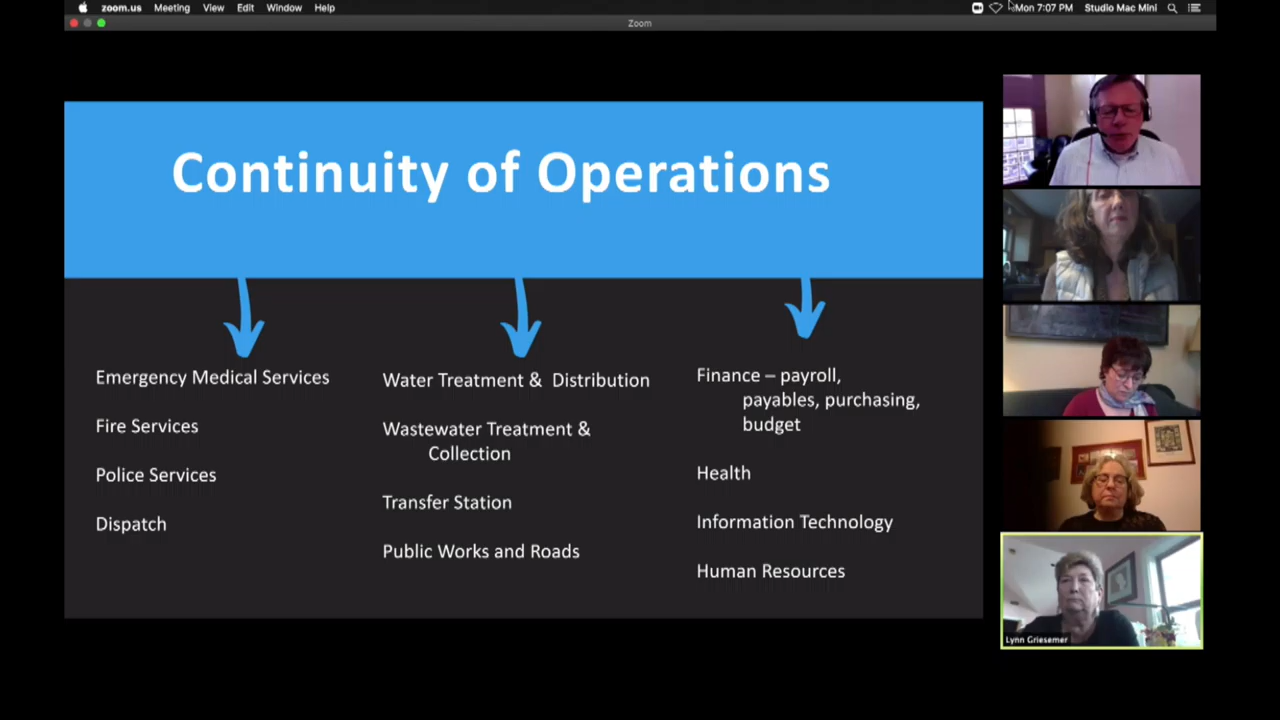 zoom.us Meeting View Edit Window Help Mon 7:07 PM Studio Mac Mini
Zoom
Continuity of Operations
Emergency Medical Services
Fire Services
Police Services
Dispatch
Water Treatment & Distribution
Wastewater Treatment &
Collection
Transfer Station
Public Works and Roads
Finance – payroll,
payables, purchasing,
budget
Health
Information Technology
Human Resources
Lynn Griesemer